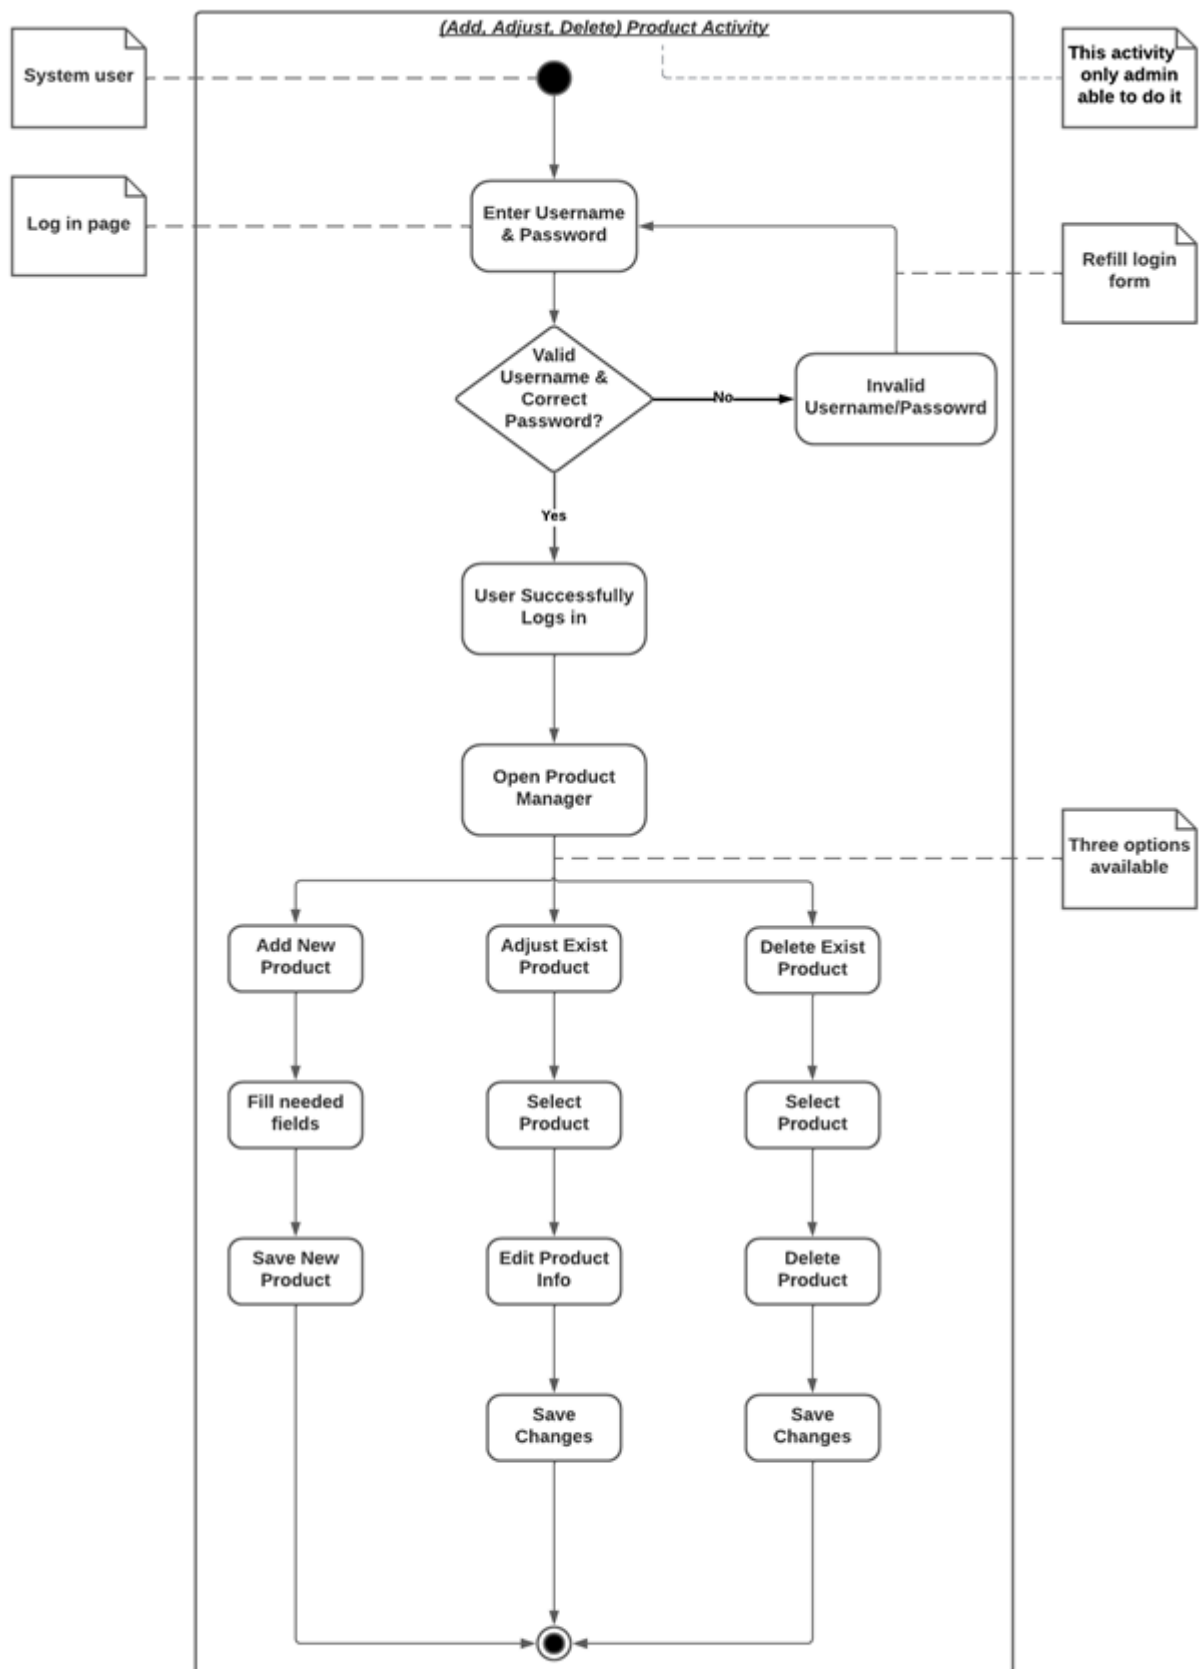 (Add, Adjust, Delete) Product Activity
System user
This activity
only admin
able to do it
Log in page
Enter Username
& Password
Refill login
form
Valid
Username &
Correct
Password?
No
Invalid
Username/Passowrd
Yes
User Successfully
Logs in
Open Product
Manager
Three options
available
Add New
Product
Adjust Exist
Product
Delete Exist
Product
Fill needed
fields
Select
Product
Select
Product
Save New
Product
Edit Product
Info
Delete
Product
Save
Changes
Save
Changes